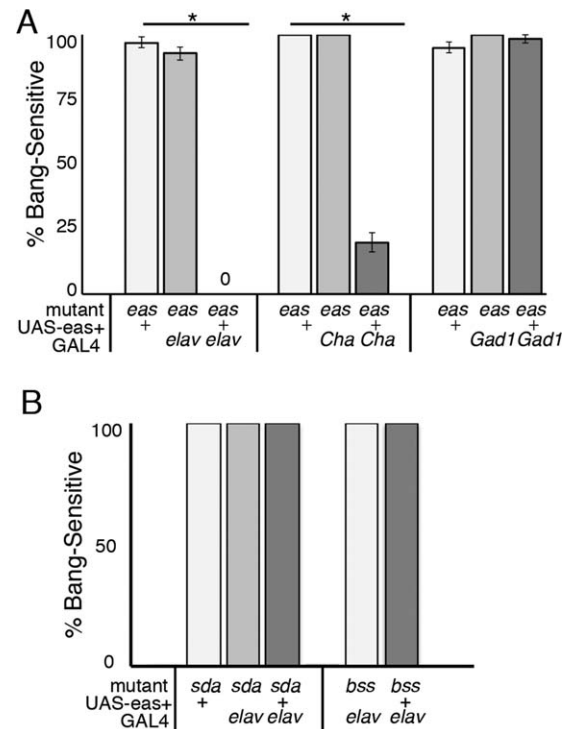 A
*
*
% Bang-Sensitive
100
75
50
25
0
0
mutant eas eas eas eas eas eas eas eas eas
UAS-eas+ + + + + + +
GAL4 elav elav Cha Cha Gad1Gad1
B
% Bang-Sensitive
100
50
0
mutant sda sda sda bss bss
UAS-eas+ + + +
GAL4 elav elav elav elav